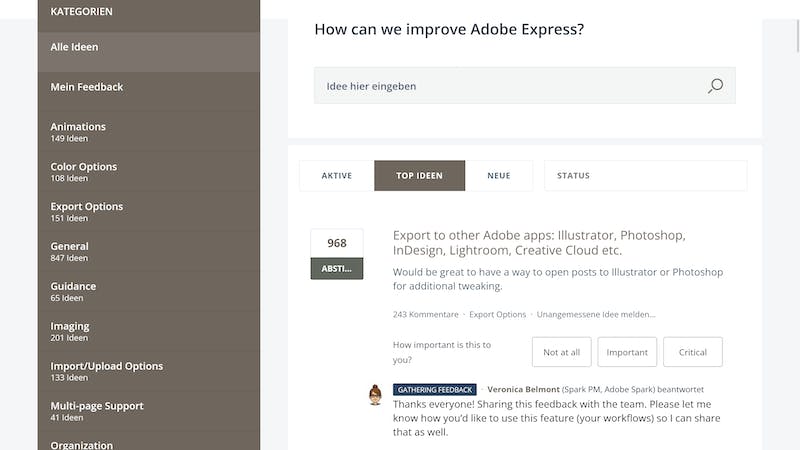 KATEGORIEN
Alle Ideen
Mein Feedback
Animations
149 Ideen
Color Options
108 Ideen
Export Options
151 Ideen
General
847 Ideen
Guidance
65 Ideen
Imaging
201 Ideen
Import/Upload Options
133 Ideen
Multi-page Support
41 Ideen
Organization
How can we improve Adobe Express?
Idee hier eingeben
AKTIVE TOP IDEEN NEUE STATUS
968
ABSTI...
Export to other Adobe apps: Illustrator, Photoshop,
InDesign, Lightroom, Creative Cloud etc.
Would be great to have a way to open posts to Illustrator or Photoshop
for additional tweaking.
243 Kommentare · Export Options · Unangemessene Idee melden…
How important is this to
you?
Not at all Important Critical
GATHERING FEEDBACK · Veronica Belmont (Spark PM, Adobe Spark) beantwortet
Thanks everyone! Sharing this feedback with the team. Please let me
know how you'd like to use this feature (your workflows) so I can share
that as well.